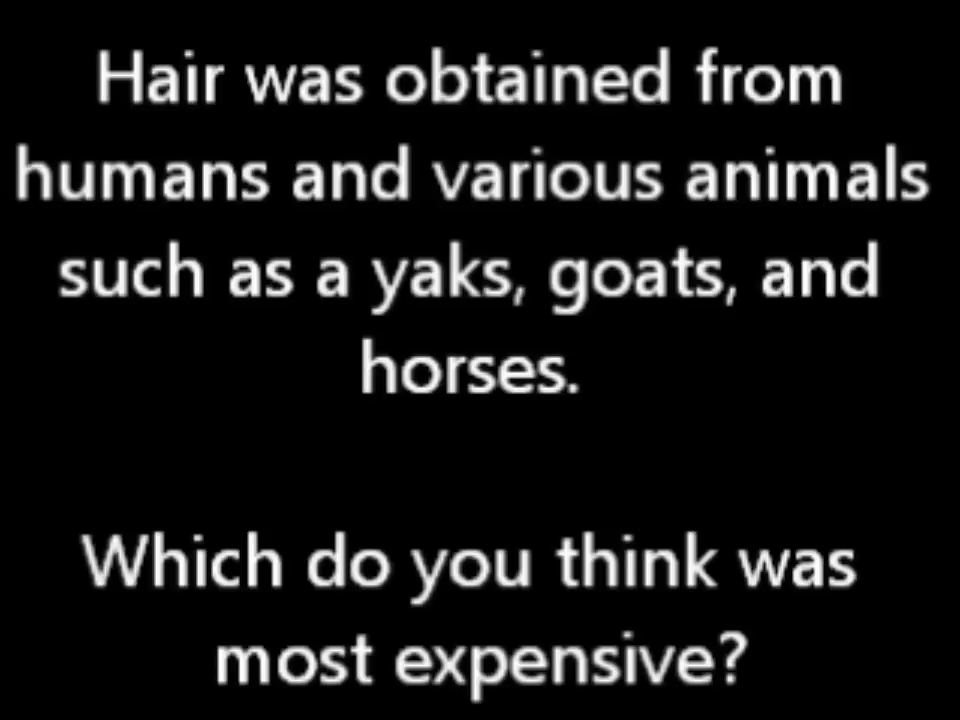 Hair was obtained from
humans and various animals
such as a yaks, goats, and
horses.
Which do you think was
most expensive?